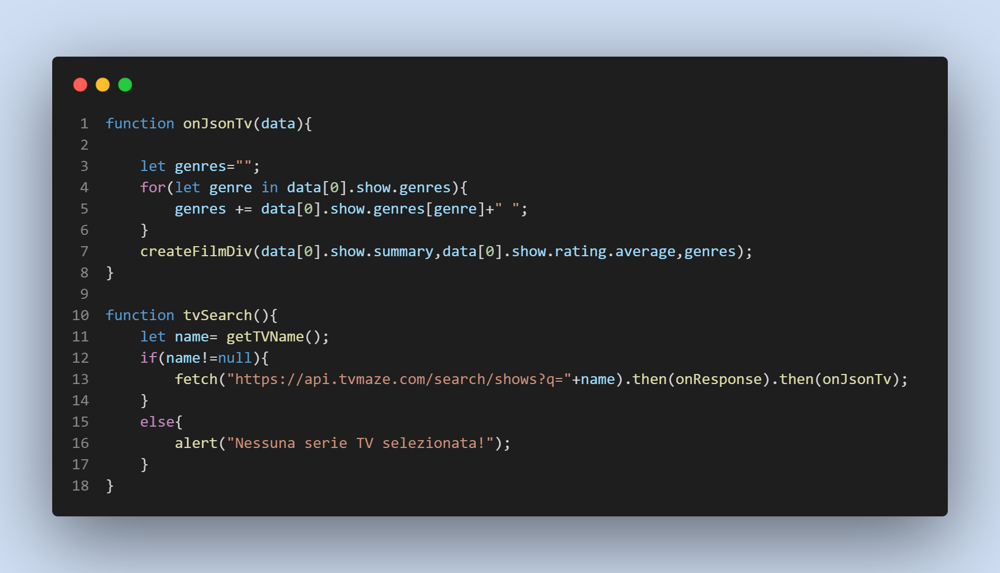 1 function onJsonTv(data){
2
3     let genres="";
4     for(let genre in data[0].show.genres){
5         genres += data[0].show.genres[genre]+" ";
6     }
7     createFilmDiv(data[0].show.summary,data[0].show.rating.average,genres);
8 }
9
10 function tvSearch(){
11     let name= getTVName();
12     if(name!=null){
13         fetch("https://api.tvmaze.com/search/shows?q="+name).then(onResponse).then(onJsonTv);
14     }
15     else{
16         alert("Nessuna serie TV selezionata!");
17     }
18 }